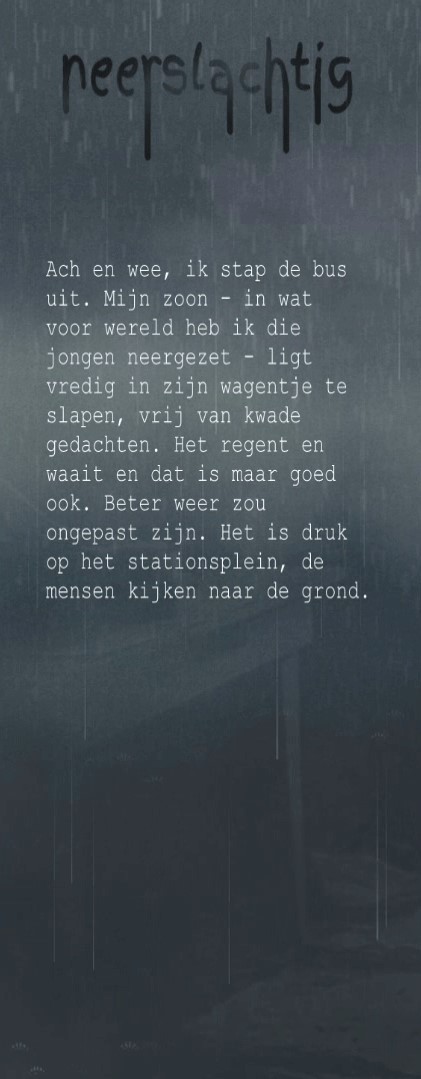 neerslachtig
Ach en wee, ik stap de bus
uit. Mijn zoon - in wat
voor wereld heb ik die
jongen neergezet - ligt
vredig in zijn wagentje te
slapen, vrij van kwade
gedachten. Het regent en
waait en dat is maar goed
ook. Beter weer zou
ongepast zijn. Het is druk
op het stationsplein, de
mensen kijken naar de grond.